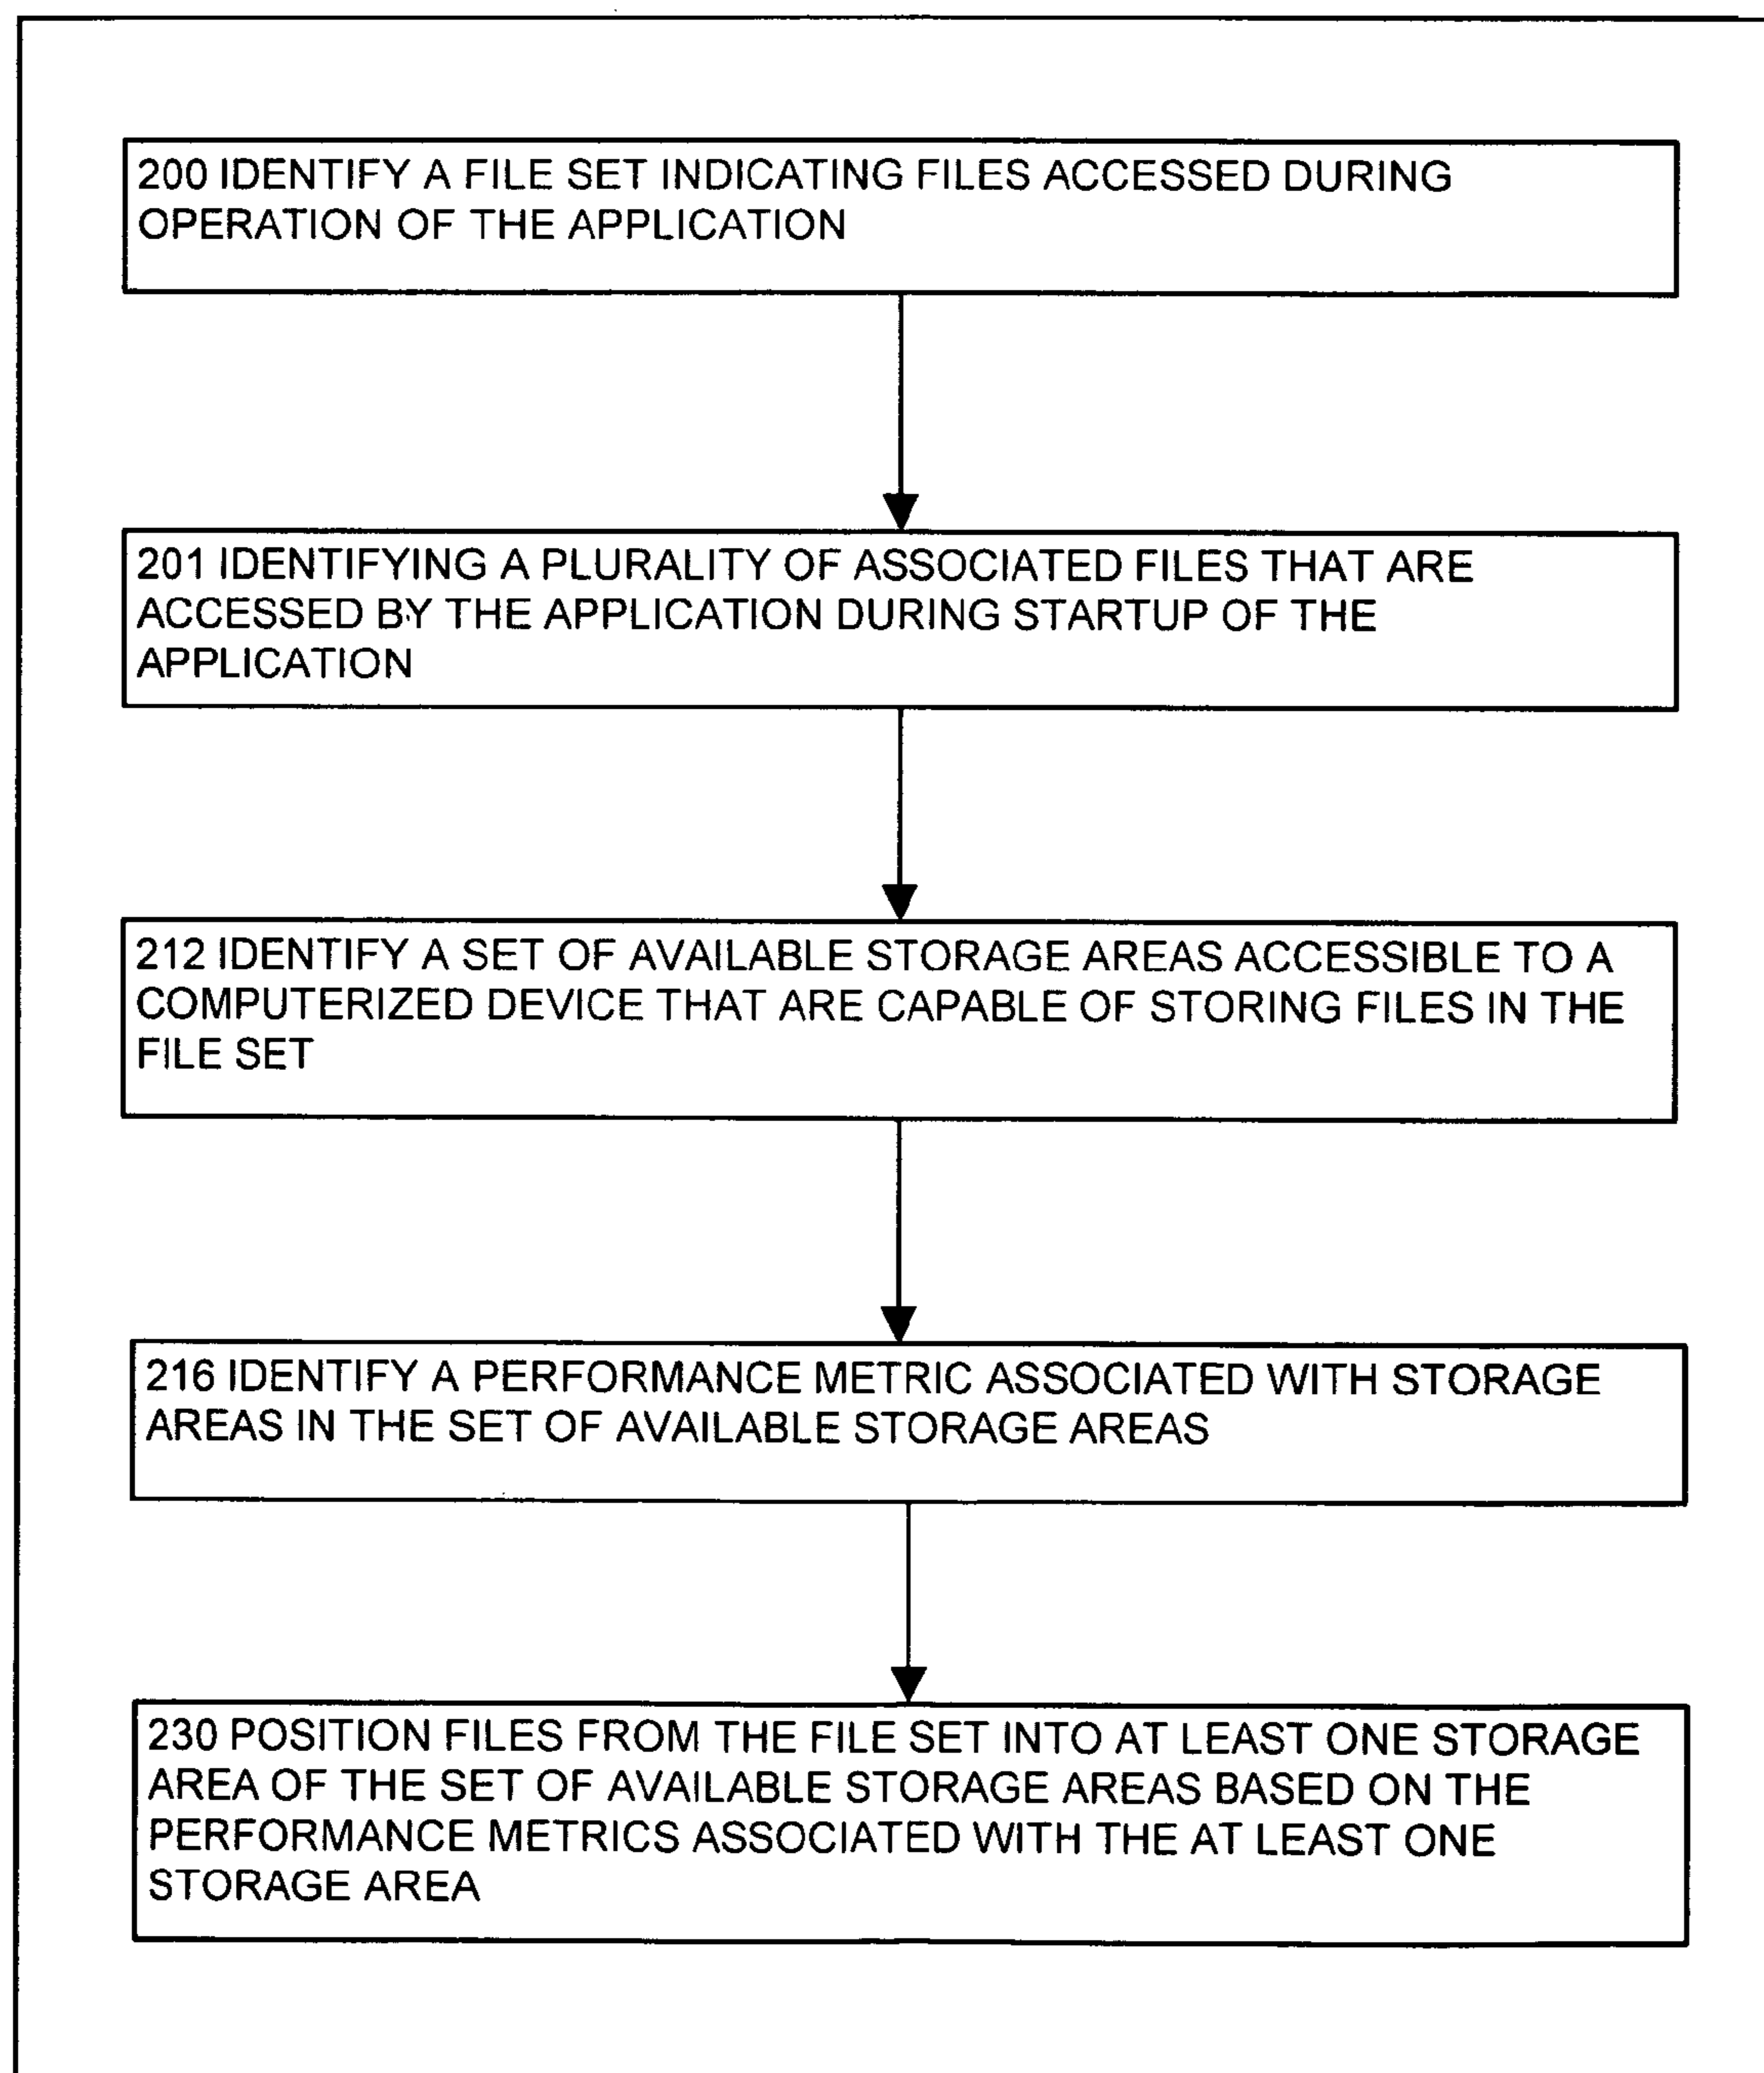 200 IDENTIFY A FILE SET INDICATING FILES ACCESSED DURING
OPERATION OF THE APPLICATION
201 IDENTIFYING A PLURALITY OF ASSOCIATED FILES THAT ARE
ACCESSED BY THE APPLICATION DURING STARTUP OF THE
APPLICATION
212 IDENTIFY A SET OF AVAILABLE STORAGE AREAS ACCESSIBLE TO A
COMPUTERIZED DEVICE THAT ARE CAPABLE OF STORING FILES IN THE
FILE SET
216 IDENTIFY A PERFORMANCE METRIC ASSOCIATED WITH STORAGE
AREAS IN THE SET OF AVAILABLE STORAGE AREAS
230 POSITION FILES FROM THE FILE SET INTO AT LEAST ONE STORAGE
AREA OF THE SET OF AVAILABLE STORAGE AREAS BASED ON THE
PERFORMANCE METRICS ASSOCIATED WITH THE AT LEAST ONE
STORAGE AREA